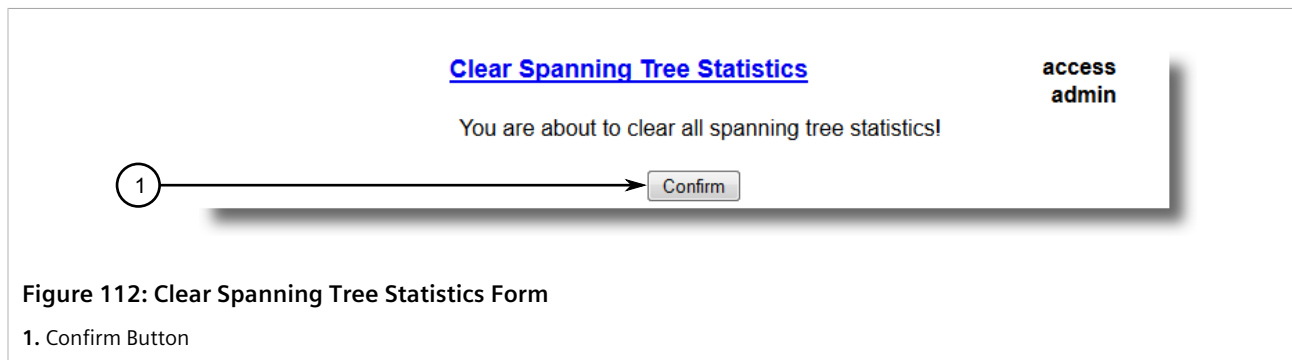 Clear Spanning Tree Statistics
access
admin
You are about to clear all spanning tree statistics!
1
Confirm
Figure 112: Clear Spanning Tree Statistics Form
1. Confirm Button